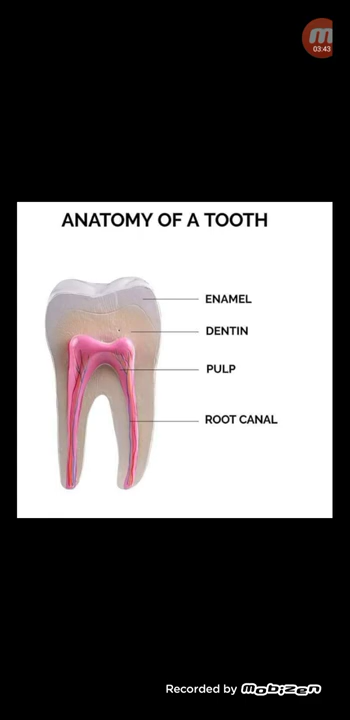 03:43
ANATOMY OF A TOOTH
ENAMEL
DENTIN
PULP
ROOT CANAL
Recorded by mobizen